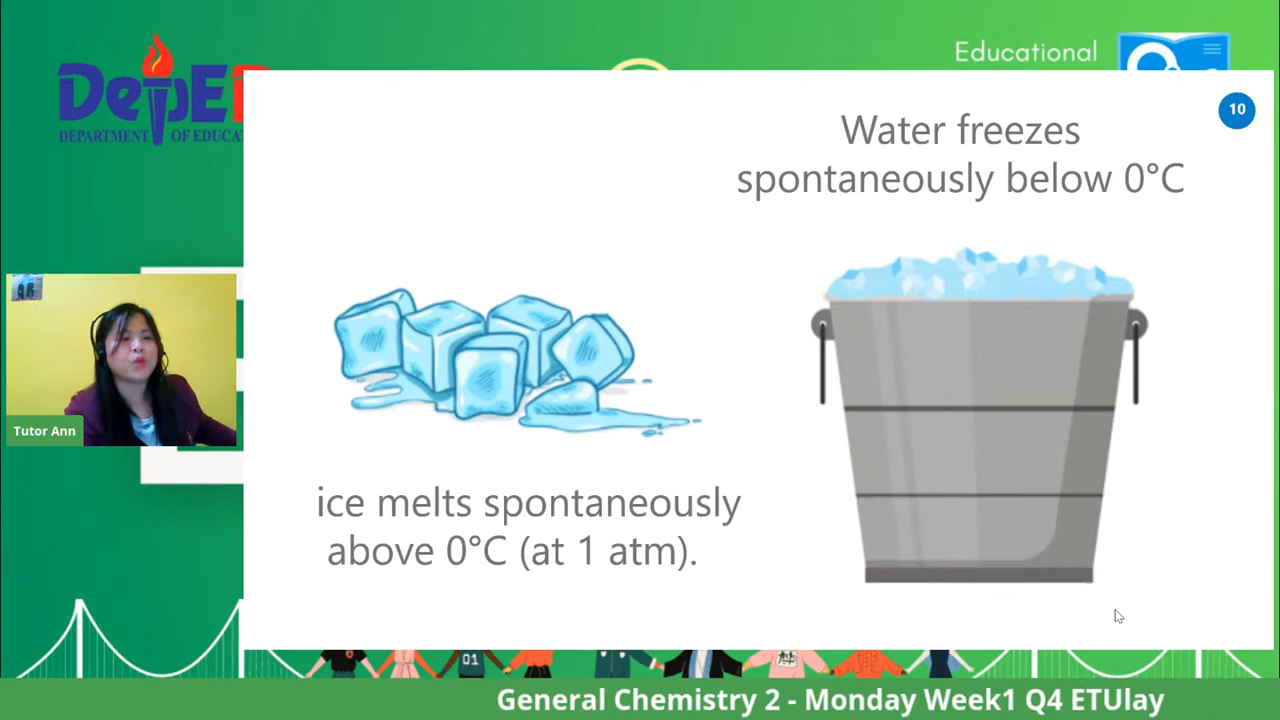 Educational
DepE
DEPARTMENT OF EDUCA
10
Water freezes
spontaneously below 0°C
Tutor Ann
ice melts spontaneously
above 0°C (at 1 atm).
01
General Chemistry 2 - Monday Week1 Q4 ETUlay